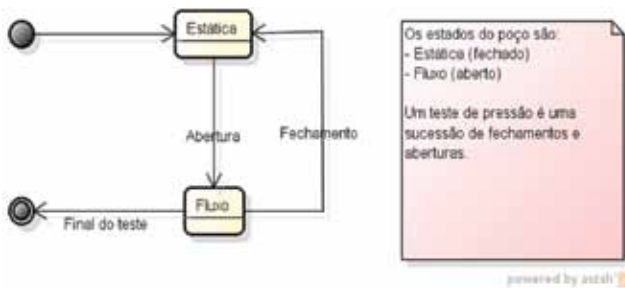 Estática
Abertura
Fechamento
Fluxo
Final do teste
Os estados do poço são:
- Estática (fechado)
- Fluxo (aberto)
Um teste de pressão é uma
sucessão de fechamentos e
aberturas.
powered by astah